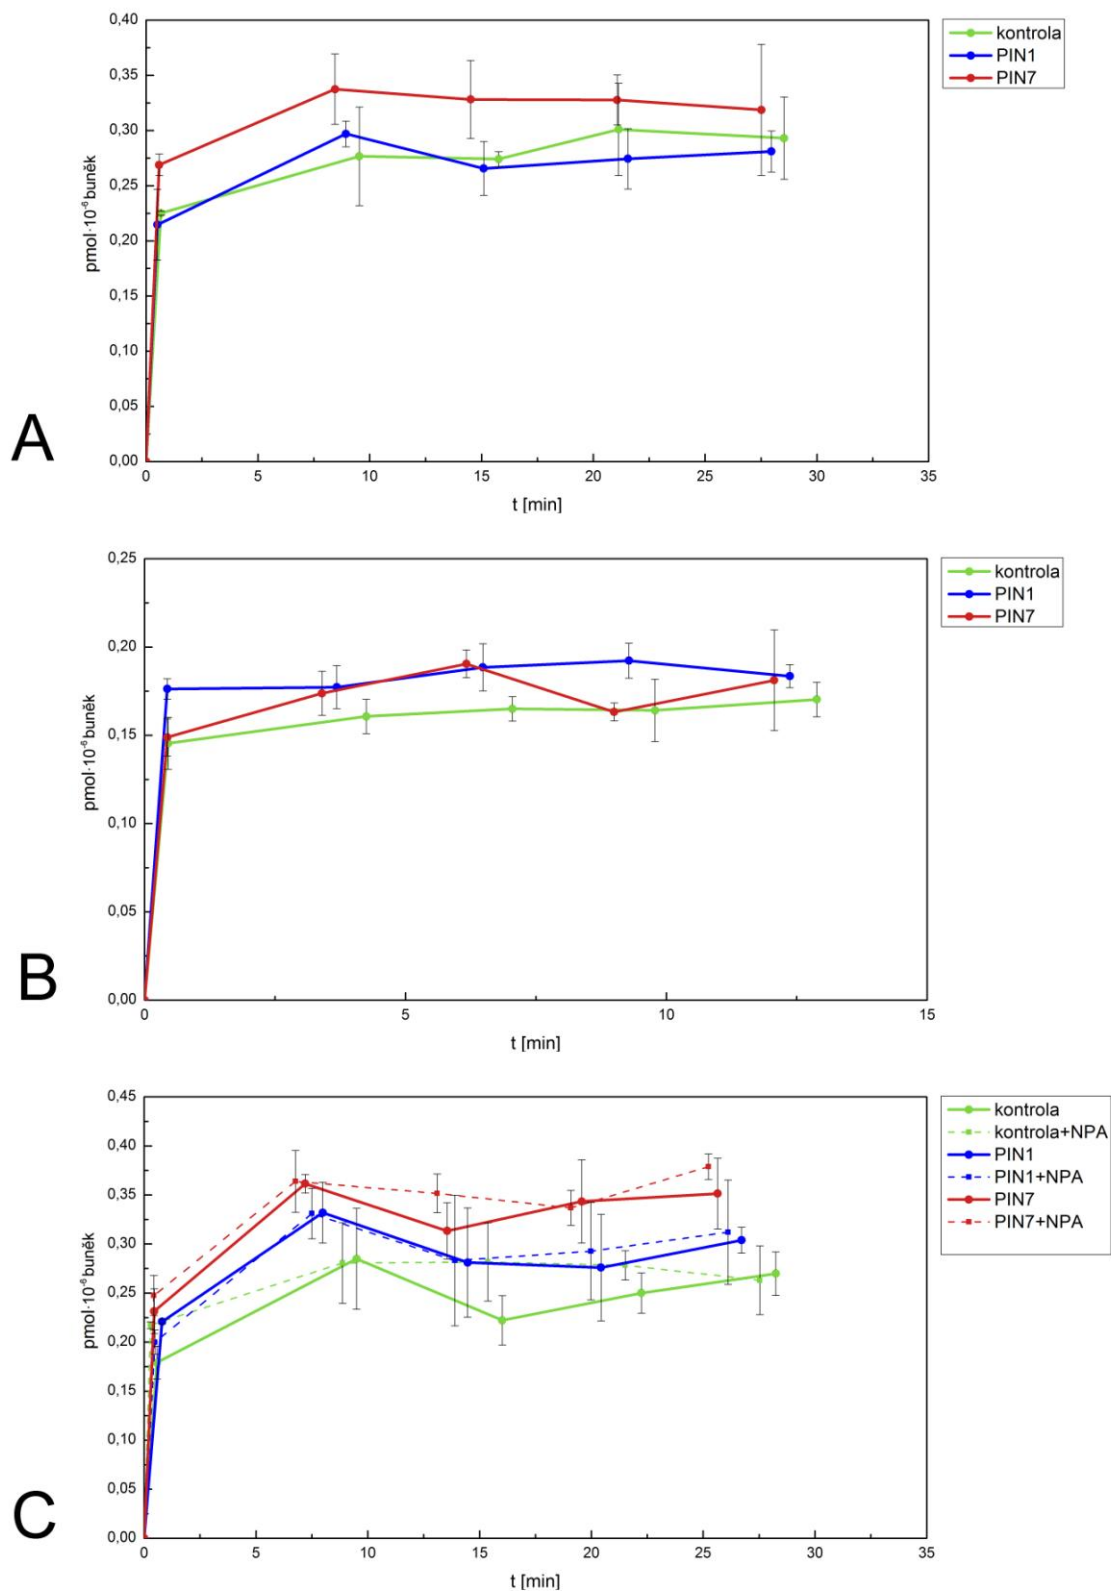 A
pmol·10⁻⁶buněk
0,40
0,35
0,30
0,25
0,20
0,15
0,10
0,05
0,00
0 5 10 15 20 25 30 35
t [min]
kontrola
PIN1
PIN7
B
pmol·10⁻⁶buněk
0,25
0,20
0,15
0,10
0,05
0,00
0 5 10 15
t [min]
kontrola
PIN1
PIN7
C
pmol·10⁻⁶buněk
0,45
0,40
0,35
0,30
0,25
0,20
0,15
0,10
0,05
0,00
0 5 10 15 20 25 30 35
t [min]
kontrola
kontrola+NPA
PIN1
PIN1+NPA
PIN7
PIN7+NPA